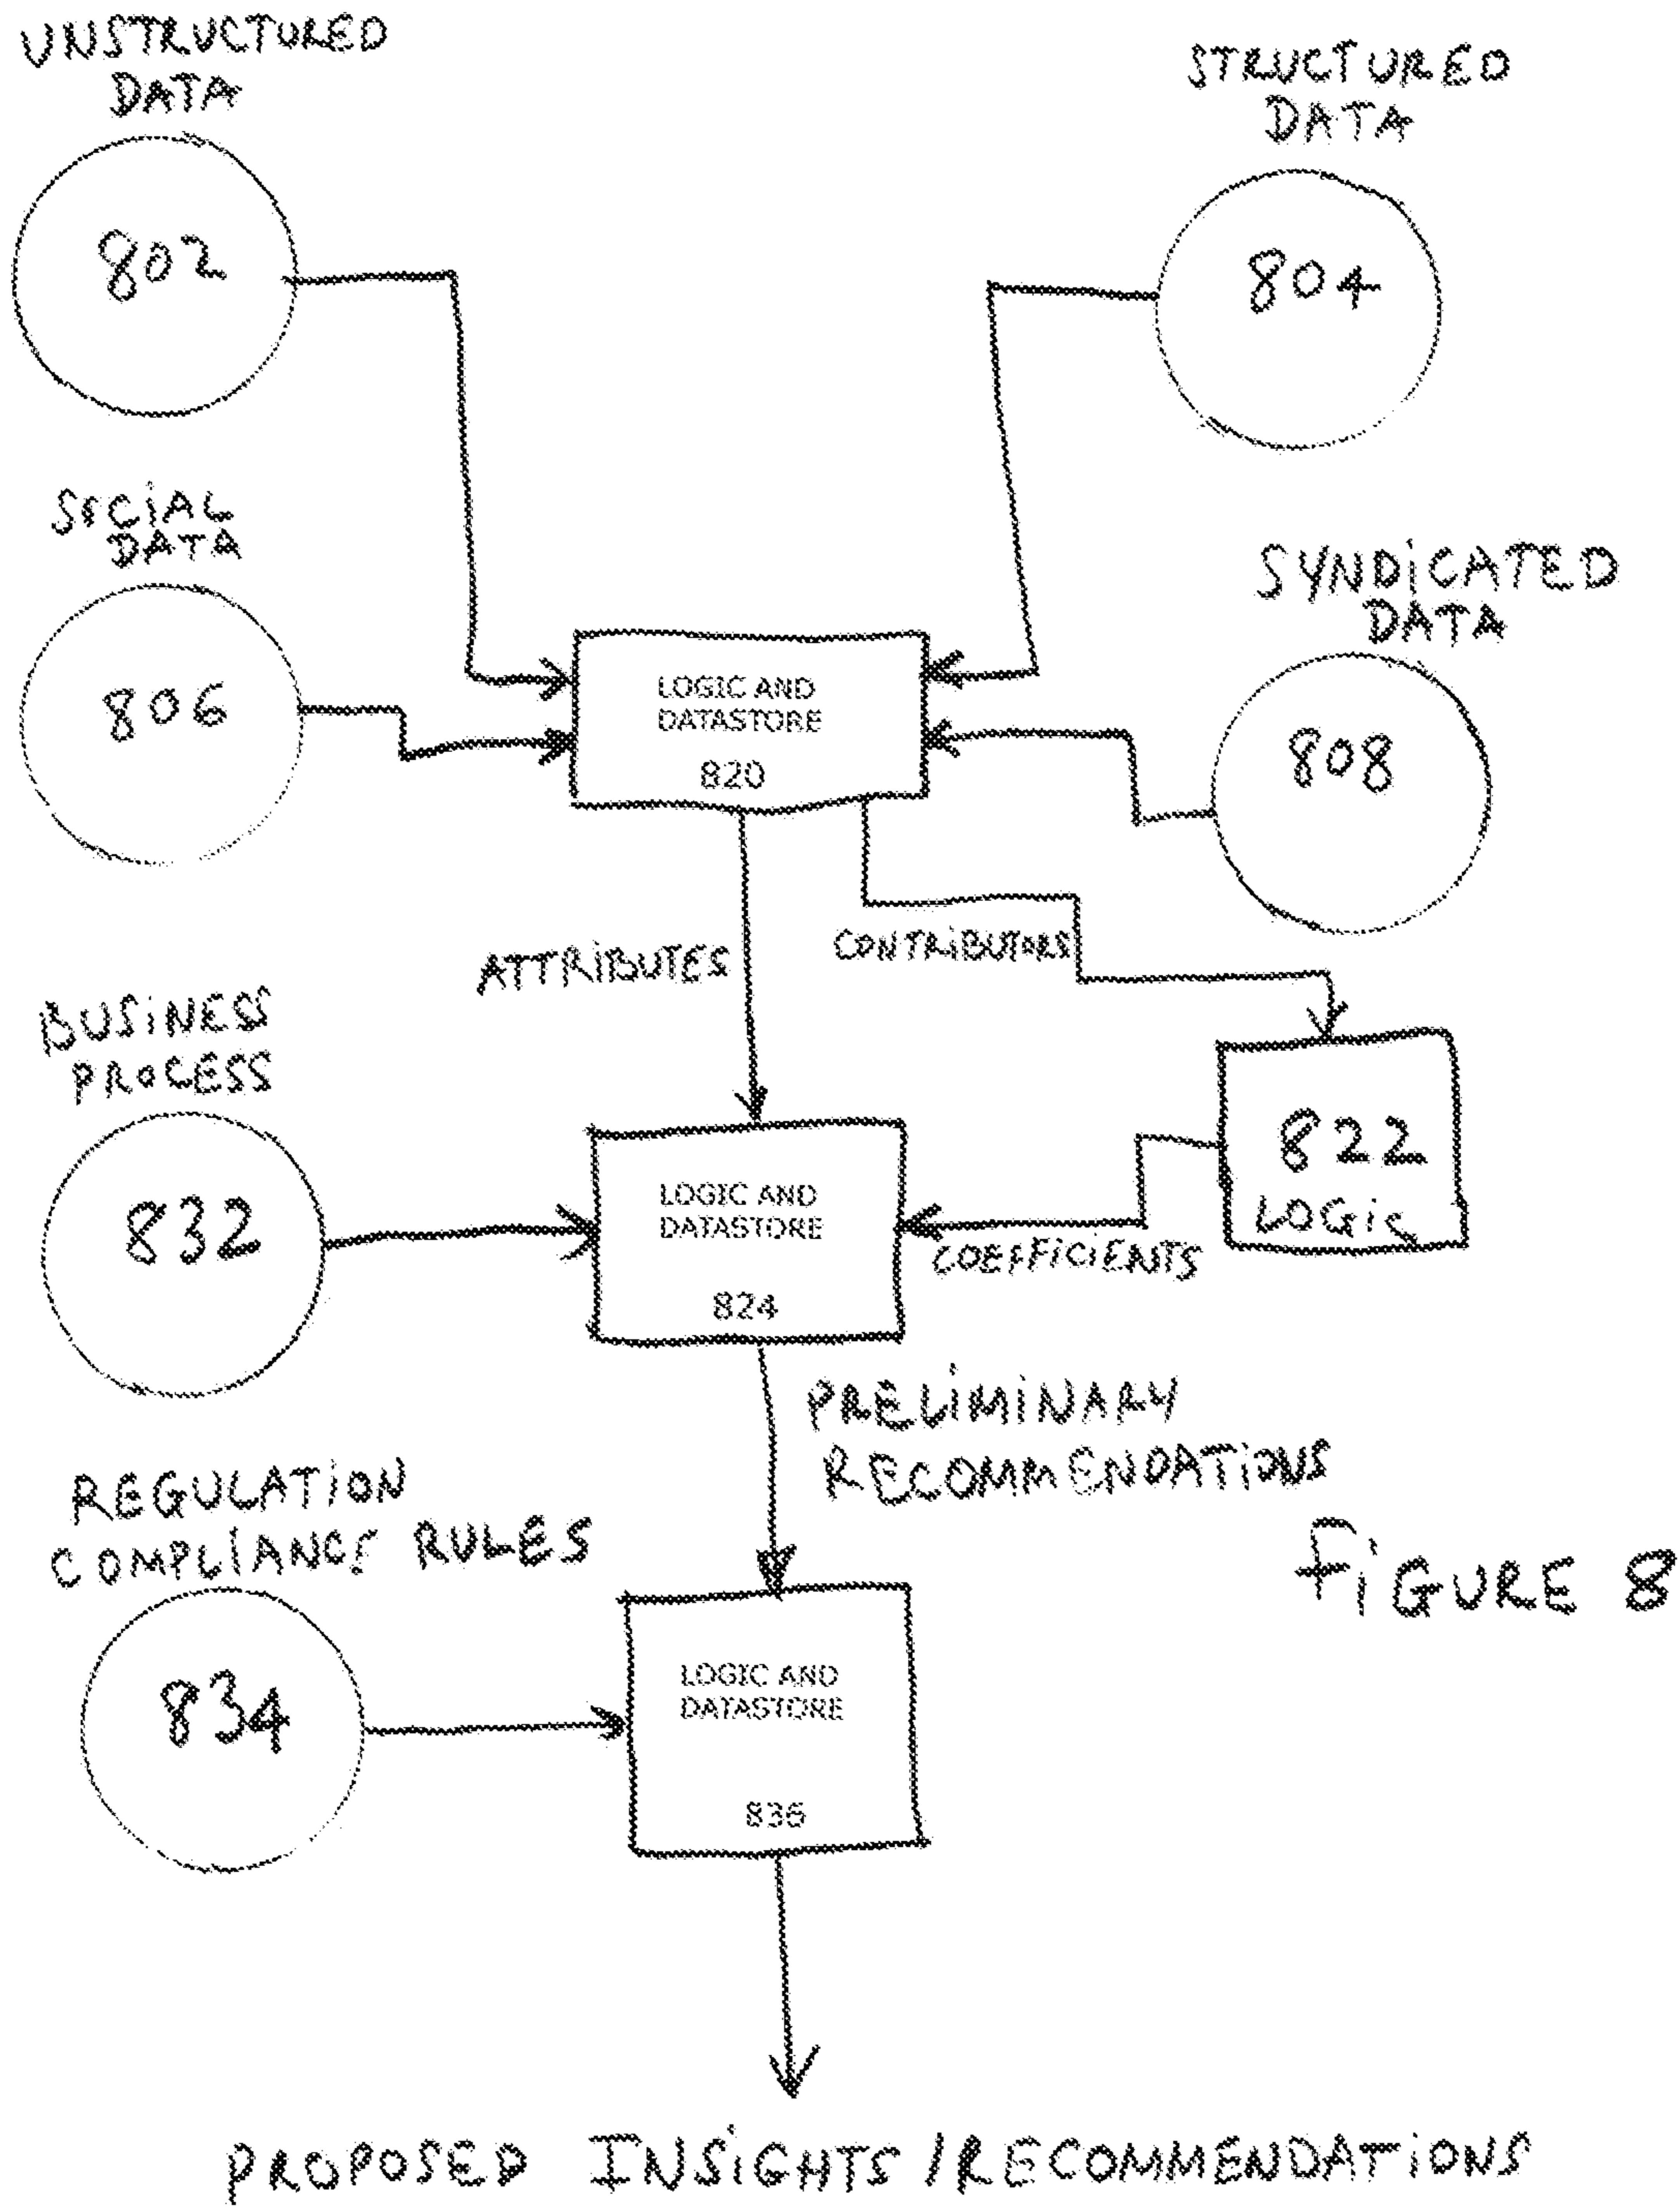 UNSTRUCTURED
DATA
802
STRUCTURED
DATA
804
SOCIAL
DATA
806
SYNDICATED
DATA
808
LOGIC AND
DATASTORE
820
ATTRIBUTES
CONTRIBUTORS
822
LOGIC
BUSINESS
PROCESS
832
LOGIC AND
DATASTORE
824
COEFFICIENTS
PRELIMINARY
RECOMMENDATIONS
REGULATION
COMPLIANCE RULES
834
LOGIC AND
DATASTORE
836
FIGURE 8
PROPOSED INSIGHTS / RECOMMENDATIONS